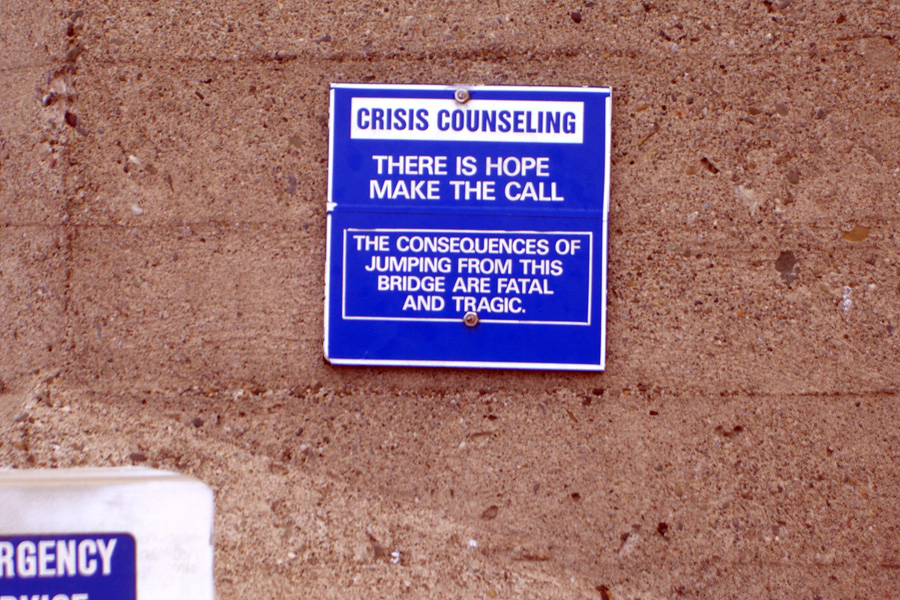 CRISIS COUNSELING
THERE IS HOPE
MAKE THE CALL
THE CONSEQUENCES OF
JUMPING FROM THIS
BRIDGE ARE FATAL
AND TRAGIC.
RGENCY